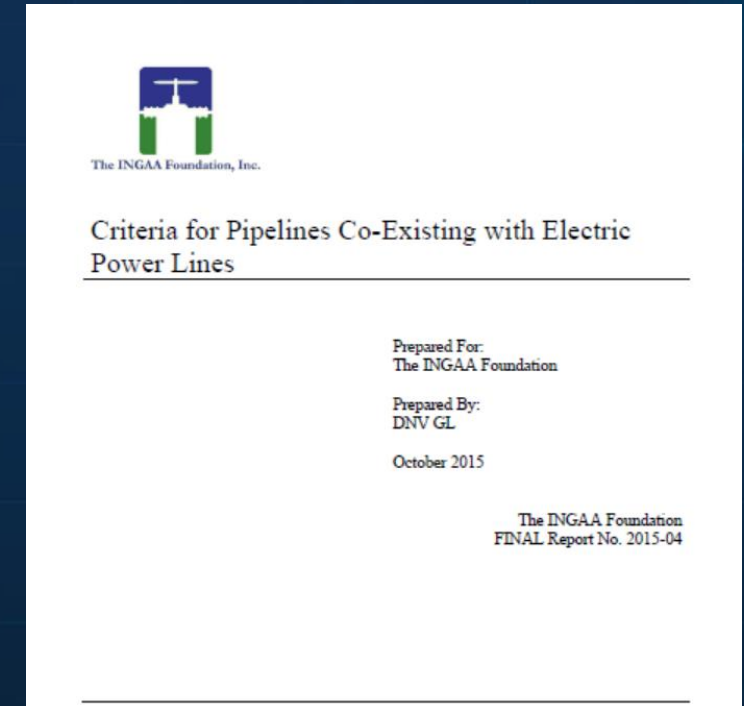 The INGAA Foundation, Inc.
Criteria for Pipelines Co-Existing with Electric
Power Lines
Prepared For:
The INGAA Foundation
Prepared By:
DNV GL
October 2015
The INGAA Foundation
FINAL Report No. 2015-04